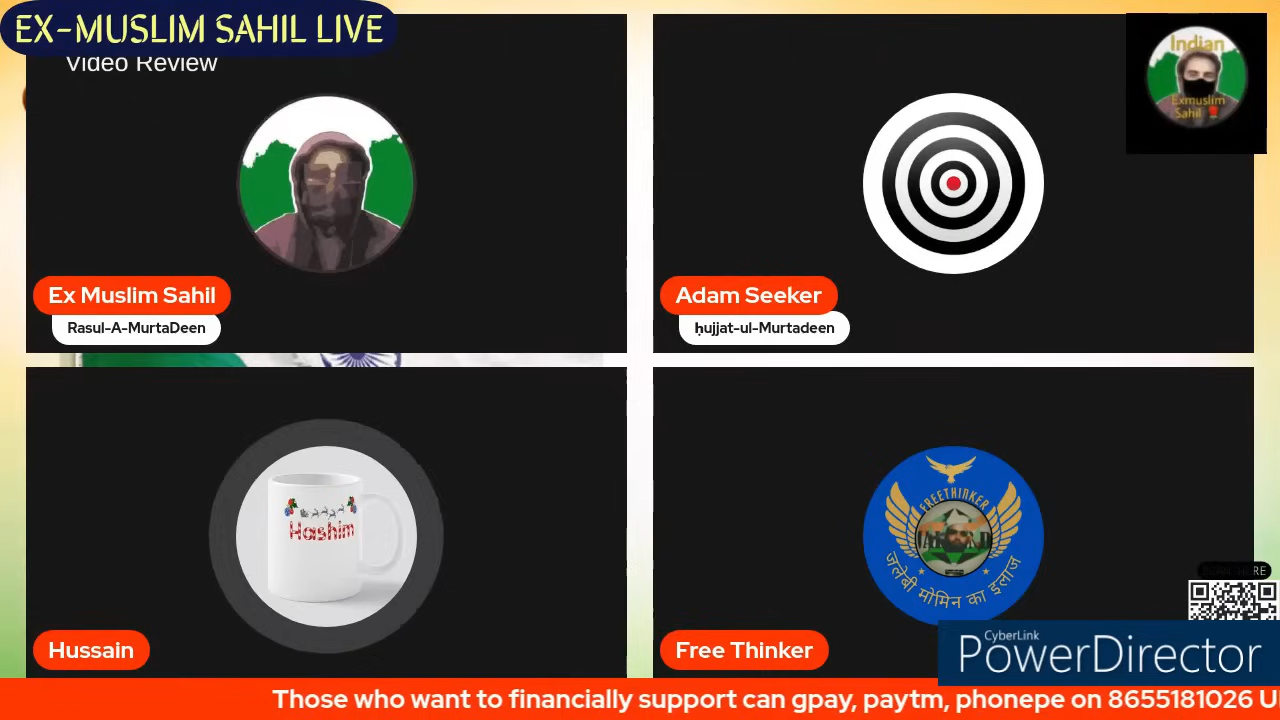 EX-MUSLIM SAHIL LIVE
Video Review
Indian
Exmuslim
Sahil
Ex Muslim Sahil
Rasul-A-MurtaDeen
Adam Seeker
ḥujjat-ul-Murtadeen
Hashim
Hussain
FREETHINKER
जलेबी मोमिन का इलाज
Free Thinker
CyberLink
PowerDirector
Those who want to financially support can gpay, paytm, phonepe on 8655181026 U